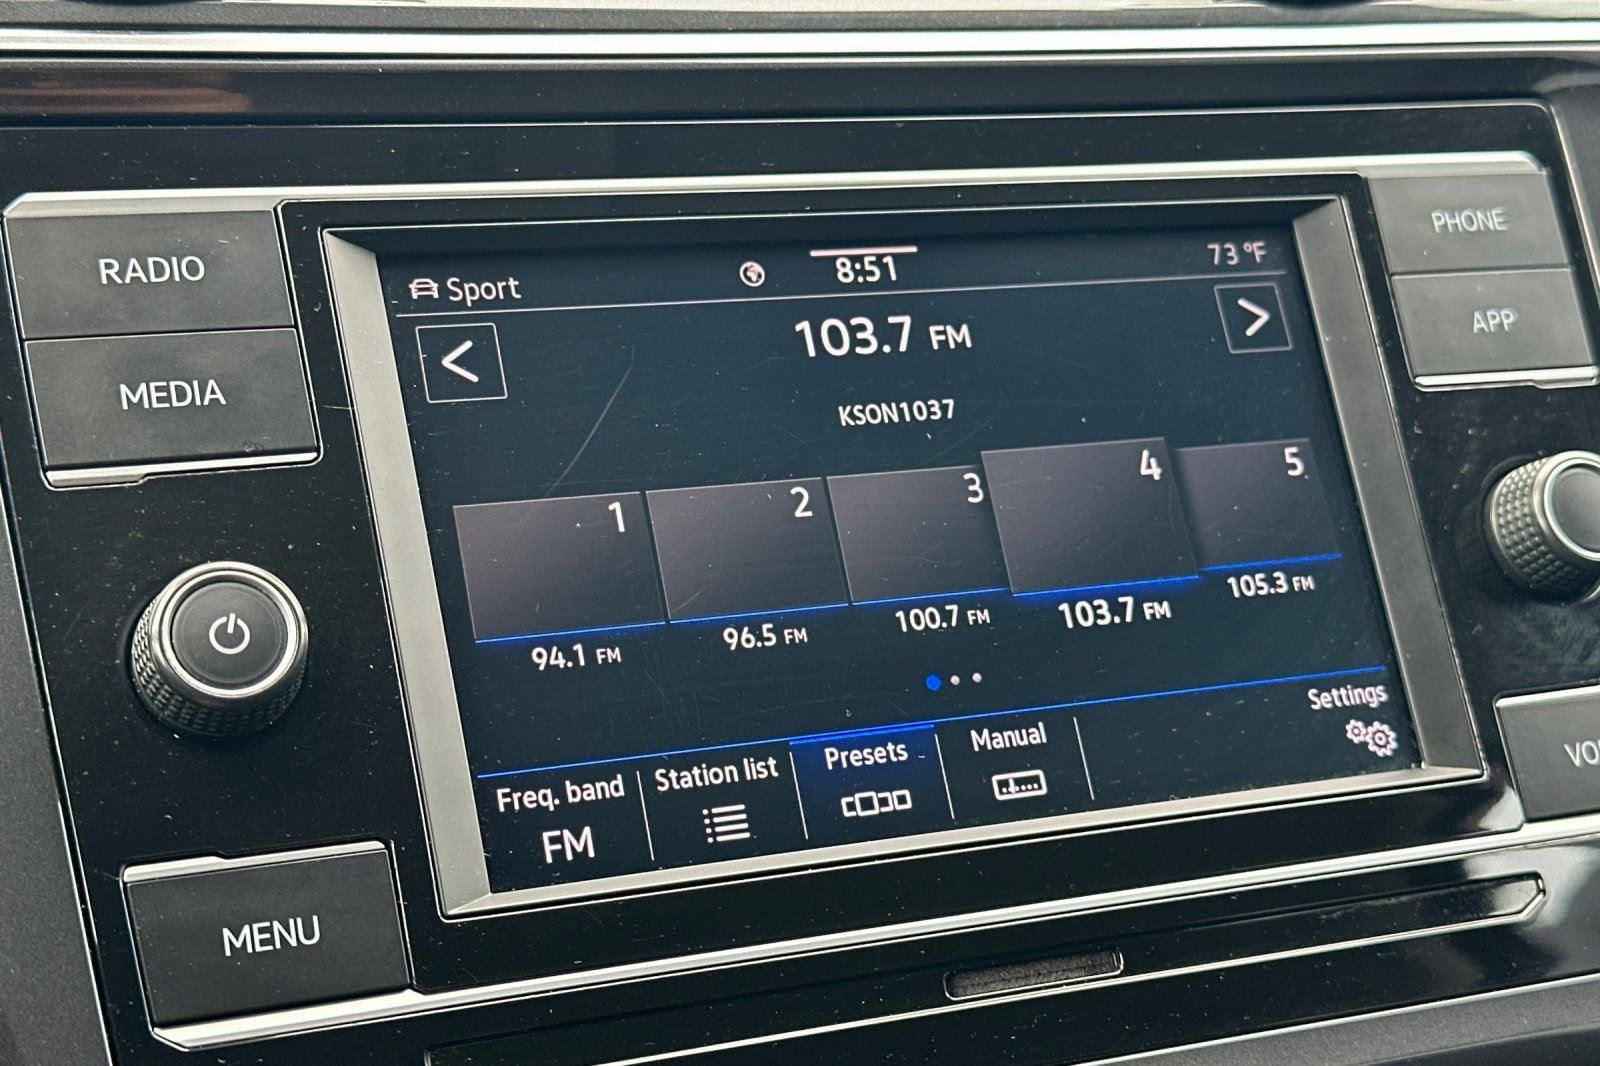 RADIO
MEDIA
MENU
PHONE
APP
Sport
8:51
73 °F
<
103.7 FM
>
KSON1037
1
2
3
4
5
94.1 FM
96.5 FM
100.7 FM
103.7 FM
105.3 FM
Settings
Freq. band
FM
Station list
Presets
Manual